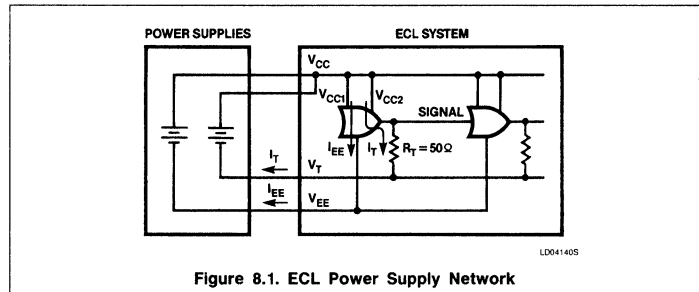 POWER SUPPLIES
ECL SYSTEM
VCC
VCC1
VCC2
SIGNAL
IEE
IT
RT = 50Ω
IT
VT
IEE
VEE
LD04140S
Figure 8.1. ECL Power Supply Network